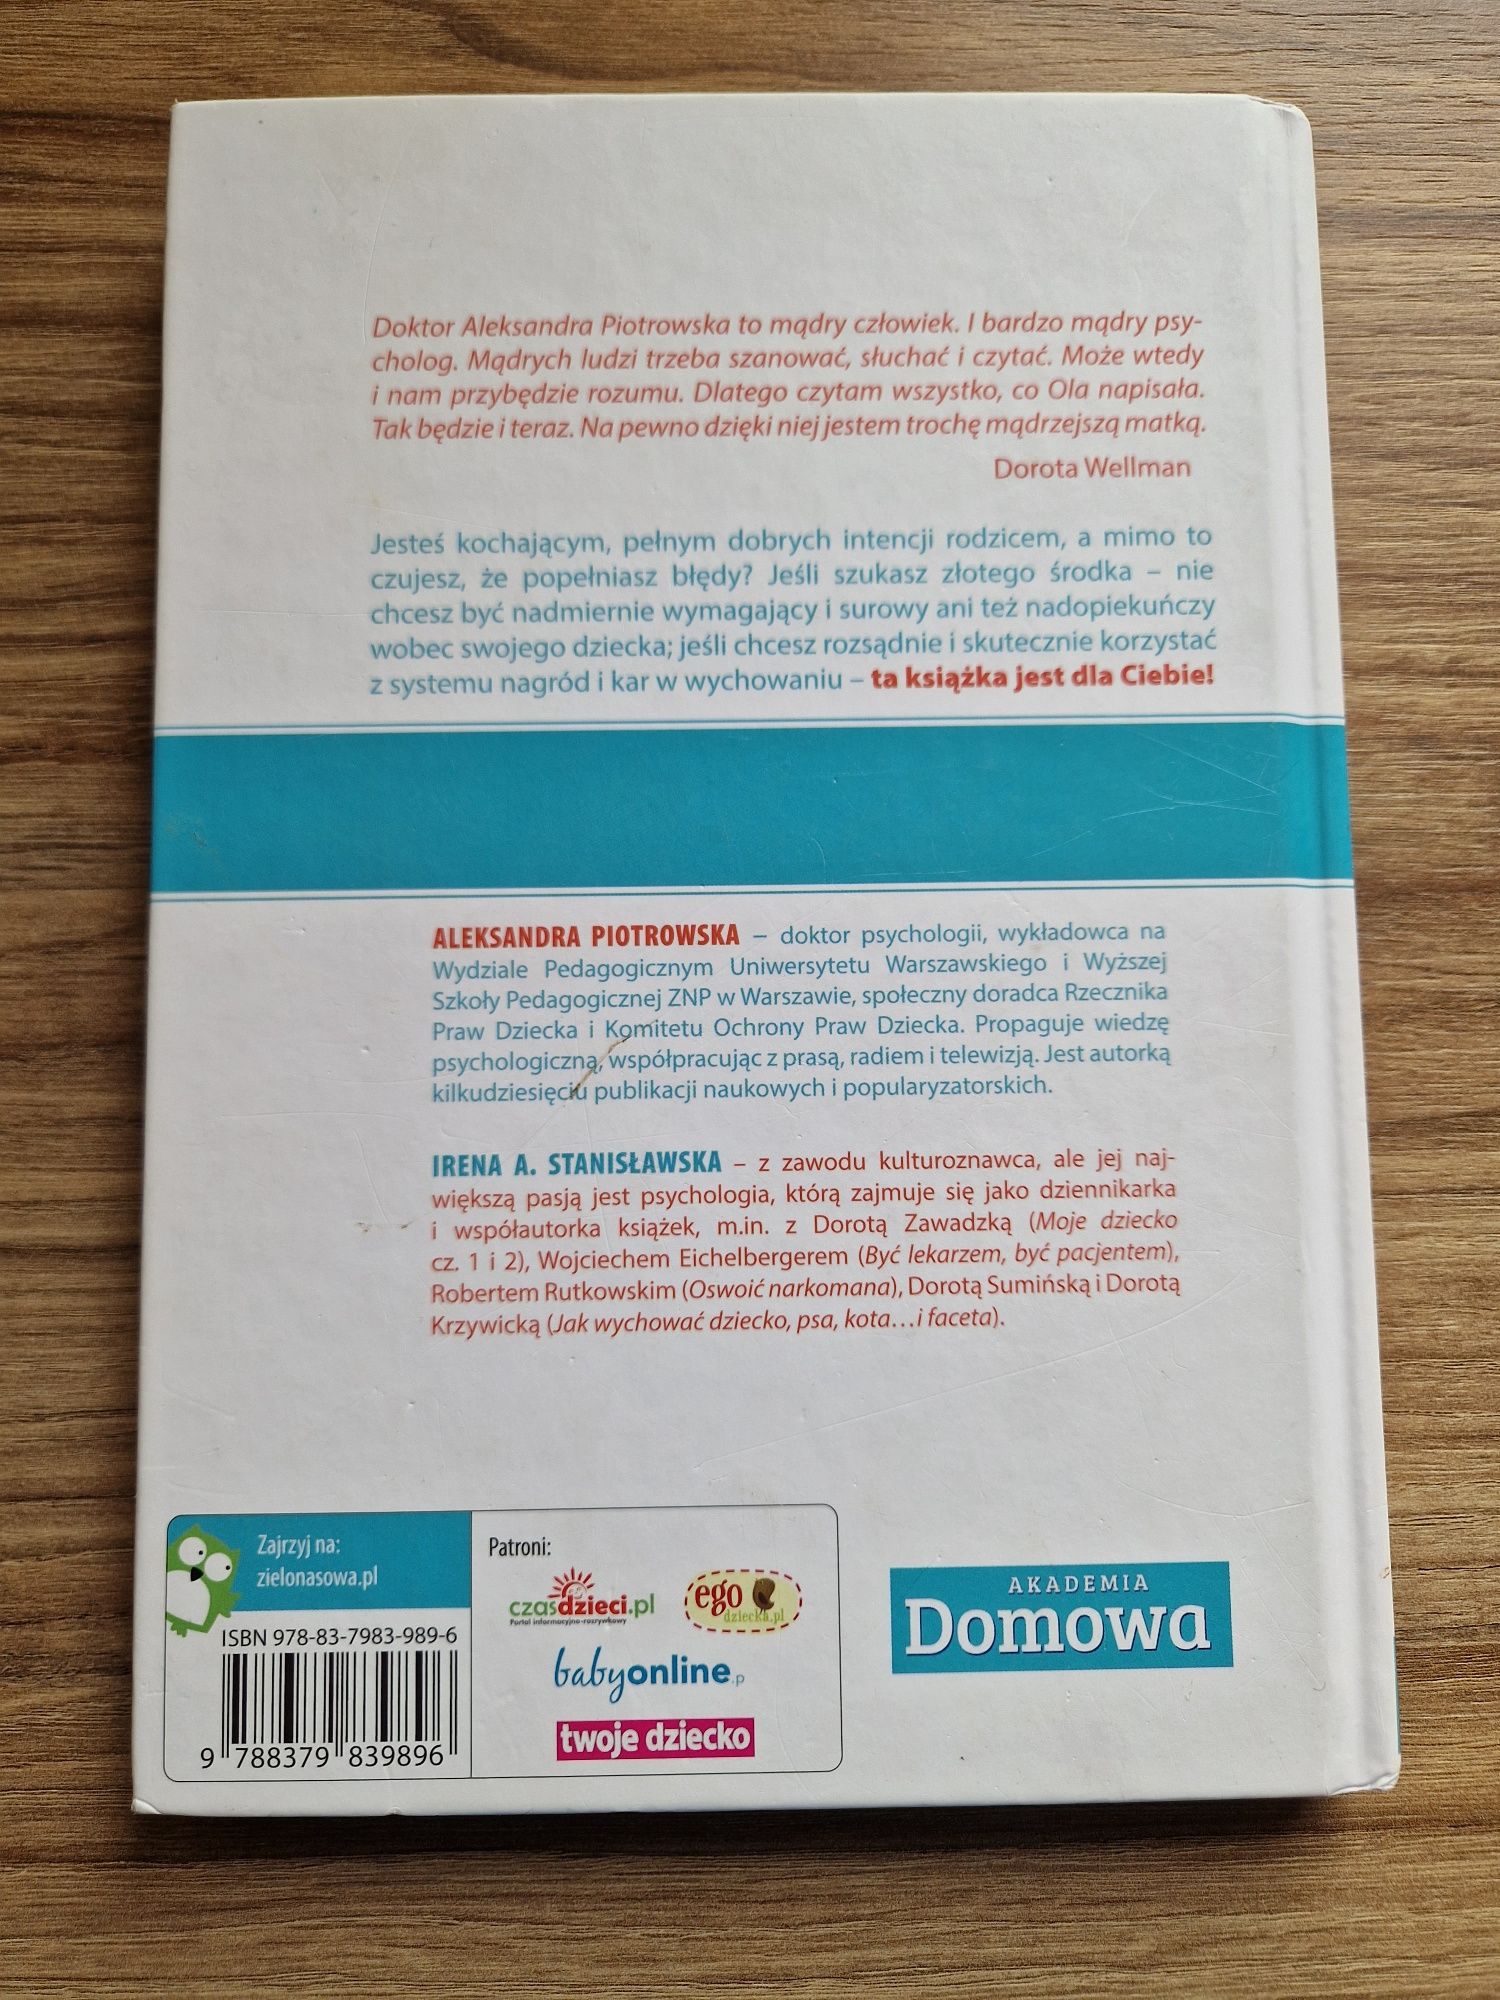 Doktor Aleksandra Piotrowska to mądry człowiek. I bardzo mądry psy-
cholog. Mądrych ludzi trzeba szanować, słuchać i czytać. Może wtedy
i nam przybędzie rozumu. Dlatego czytam wszystko, co Ola napisała.
Tak będzie i teraz. Na pewno dzięki niej jestem trochę mądrzejszą matką.
Dorota Wellman
Jesteś kochającym, pełnym dobrych intencji rodzicem, a mimo to
czujesz, że popełniasz błędy? Jeśli szukasz złotego środka – nie
chcesz być nadmiernie wymagający i surowy ani też nadopiekuńczy
wobec swojego dziecka; jeśli chcesz rozsądnie i skutecznie korzystać
z systemu nagród i kar w wychowaniu – ta książka jest dla Ciebie!
ALEKSANDRA PIOTROWSKA – doktor psychologii, wykładowca na
Wydziale Pedagogicznym Uniwersytetu Warszawskiego i Wyższej
Szkoły Pedagogicznej ZNP w Warszawie, społeczny doradca Rzecznika
Praw Dziecka i Komitetu Ochrony Praw Dziecka. Propaguje wiedzę
psychologiczną, współpracując z prasą, radiem i telewizją. Jest autorką
kilkudziesięciu publikacji naukowych i popularyzatorskich.
IRENA A. STANISŁAWSKA – z zawodu kulturoznawca, ale jej naj-
większą pasją jest psychologia, którą zajmuje się jako dziennikarka
i współautorka książek, m.in. z Dorotą Zawadzką (Moje dziecko
cz. 1 i 2), Wojciechem Eichelbergerem (Być lekarzem, być pacjentem),
Robertem Rutkowskim (Oswoić narkomana), Dorotą Sumińską i Dorotą
Krzywicką (Jak wychować dziecko, psa, kota...i faceta).
Zajrzyj na:
zielonasowa.pl
ISBN 978-83-7983-989-6
9 788379 839896
Patroni:
czasdzieci.pl
Portal informacyjno-rozrywkowy
ego
dziecka.pl
babyonline.p
twoje dziecko
AKADEMIA
Domowa